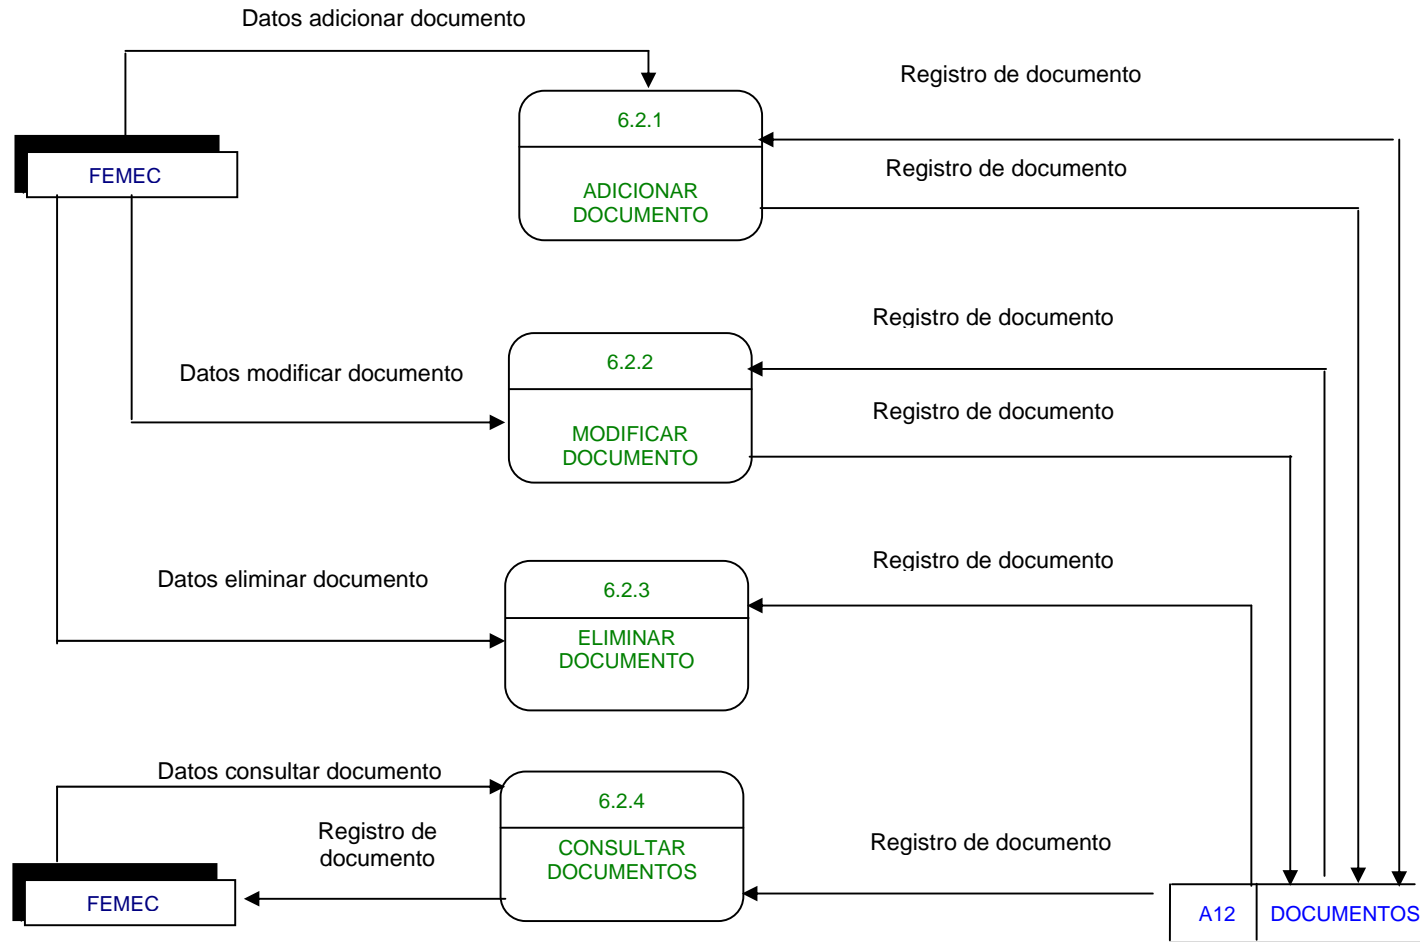 Datos adicionar documento
Registro de documento
6.2.1
FEMEC
Registro de documento
ADICIONAR
DOCUMENTO
Registro de documento
6.2.2
Datos modificar documento
Registro de documento
MODIFICAR
DOCUMENTO
Registro de documento
Datos eliminar documento
6.2.3
ELIMINAR
DOCUMENTO
Datos consultar documento
6.2.4
Registro de
documento
Registro de documento
CONSULTAR
DOCUMENTOS
FEMEC
A12 DOCUMENTOS